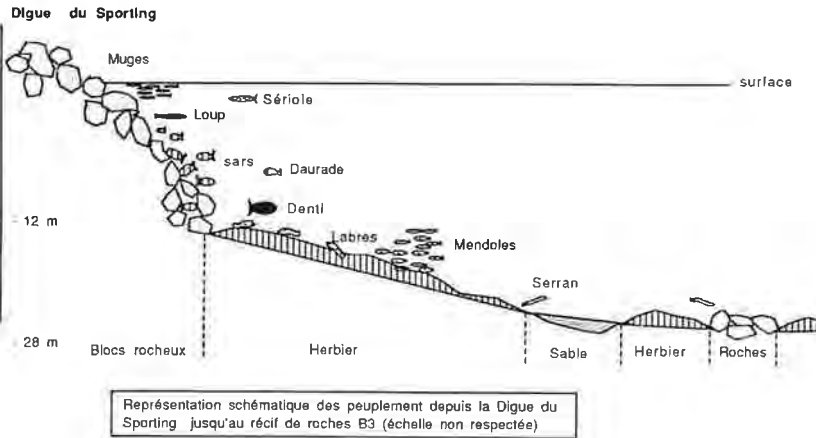 Digue du Sporting
Muges
surface
Sériole
Loup
sars
Daurade
- 12 m
Denti
Labres
Mendoles
Serran
- 28 m
Blocs rocheux
Herbier
Sable
Herbier
Roches
Représentation schématique des peuplement depuis la Digue du
Sporting jusqu'au récif de roches B3 (échelle non respectée)